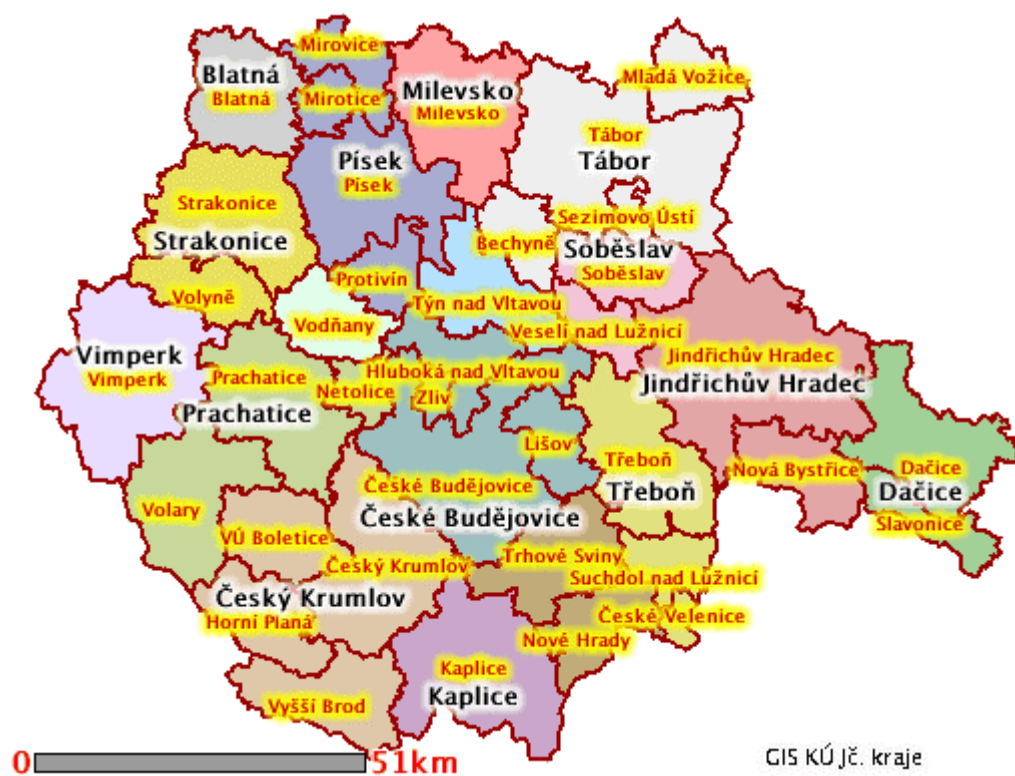 Mirovice
Blatná
Blatná
Mirotice
Milevsko
Milevsko
Mladá Vožice
Tábor
Tábor
Písek
Písek
Strakonice
Strakonice
Sezimovo Ústí
Bechyně
Soběslav
Soběslav
Volyně
Protivín
Týn nad Vltavou
Vodňany
Veselí nad Lužnicí
Vimperk
Vimperk
Jindřichův Hradec
Jindřichův Hradec
Prachatice
Prachatice
Netolice
Hluboká nad Vltavou
Zliv
Lišov
Třeboň
Třeboň
Nová Bystřice
Dačice
Dačice
Slavonice
České Budějovice
České Budějovice
Volary
VÚ Boletice
Český Krumlov
Český Krumlov
Trhové Sviny
Suchdol nad Lužnicí
České Velenice
Horní Planá
Nové Hrady
Kaplice
Kaplice
Vyšší Brod
0 51km
GIS KÚ Jč. kraje